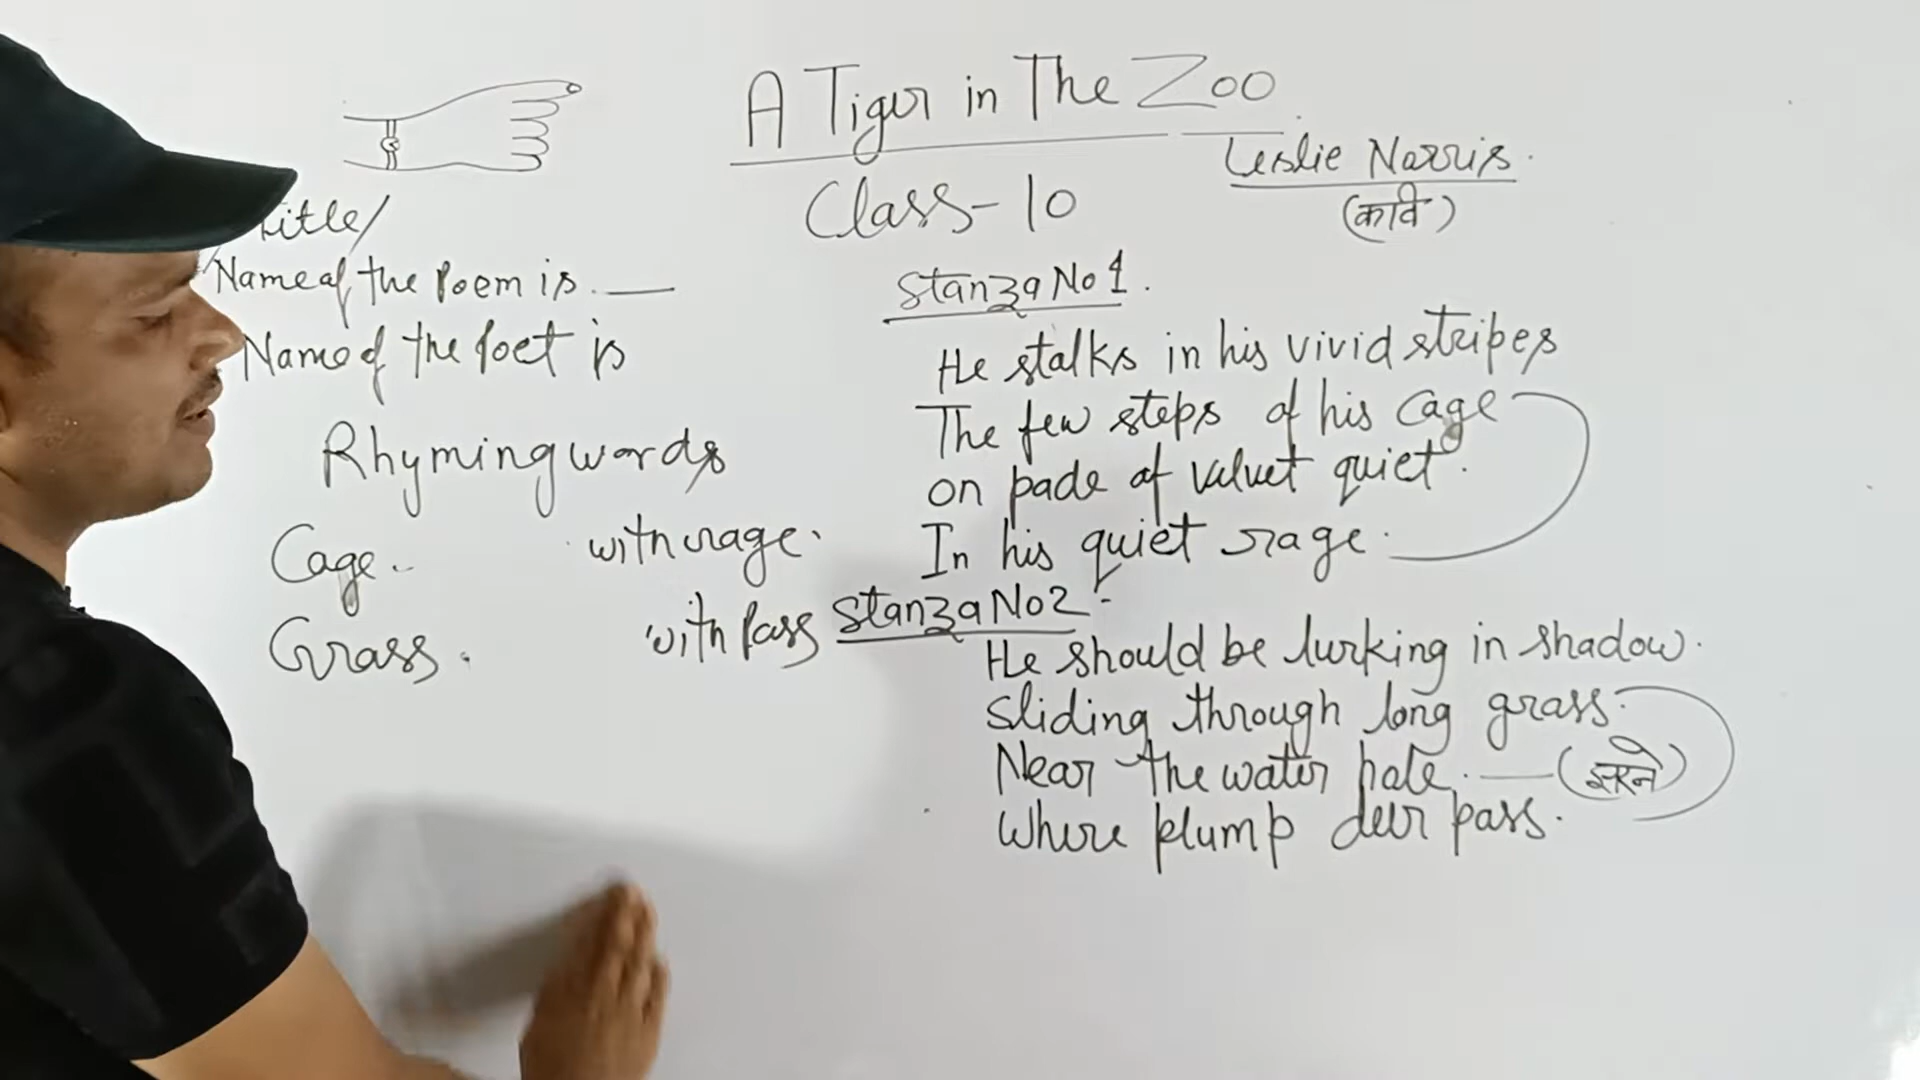 A Tiger in The Zoo
Leslie Norris.
(कवि)
Class-10
Title/
Name of the Poem is. —
Name of the Poet is
Rhyming words
Cage. with rage.
Grass. with Pass
Stanza No 1.
He stalks in his vivid stripes
The few steps of his Cage
on pade of velvet quiet.
In his quiet rage.
Stanza No 2
He should be lurking in shadow.
Sliding through long grass.
Near the water hole. — (झरने)
Where plump deer pass.